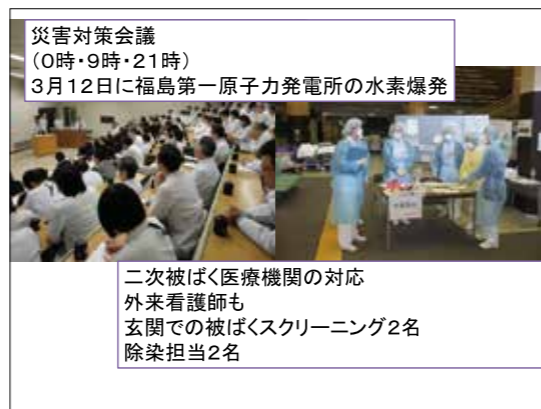 災害対策会議
（０時・９時・２１時）
３月１２日に福島第一原子力発電所の水素爆発
二次被ばく医療機関の対応
外来看護師も
玄関での被ばくスクリーニング２名
除染担当２名